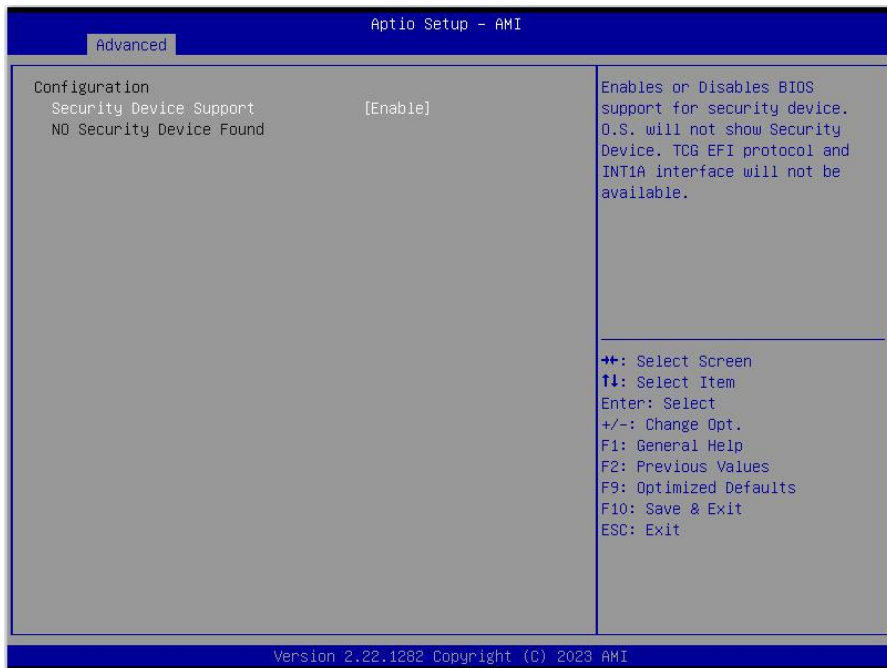 Aptio Setup - AMI
Advanced
Configuration
Security Device Support [Enable]
NO Security Device Found
Enables or Disables BIOS
support for security device.
O.S. will not show Security
Device. TCG EFI protocol and
INT1A interface will not be
available.
→←: Select Screen
↑↓: Select Item
Enter: Select
+/-: Change Opt.
F1: General Help
F2: Previous Values
F9: Optimized Defaults
F10: Save & Exit
ESC: Exit
Version 2.22.1282 Copyright (C) 2023 AMI